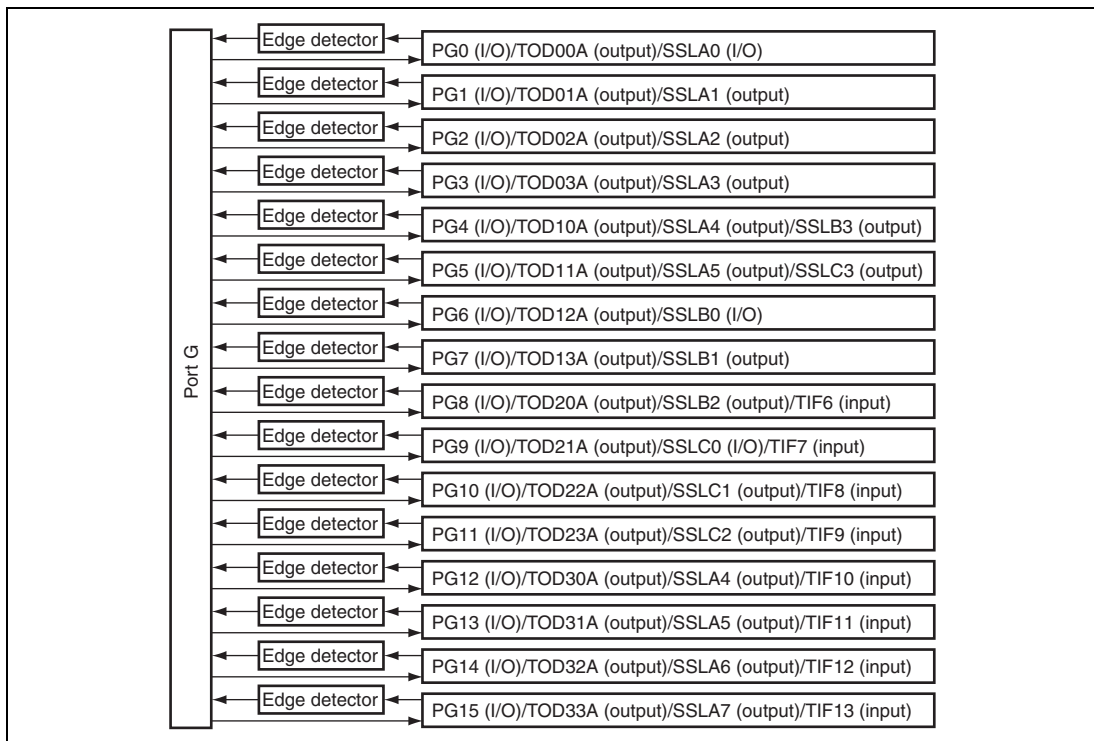 Port G
Edge detector
PG0 (I/O)/TOD00A (output)/SSLA0 (I/O)
Edge detector
PG1 (I/O)/TOD01A (output)/SSLA1 (output)
Edge detector
PG2 (I/O)/TOD02A (output)/SSLA2 (output)
Edge detector
PG3 (I/O)/TOD03A (output)/SSLA3 (output)
Edge detector
PG4 (I/O)/TOD10A (output)/SSLA4 (output)/SSLB3 (output)
Edge detector
PG5 (I/O)/TOD11A (output)/SSLA5 (output)/SSLC3 (output)
Edge detector
PG6 (I/O)/TOD12A (output)/SSLB0 (I/O)
Edge detector
PG7 (I/O)/TOD13A (output)/SSLB1 (output)
Edge detector
PG8 (I/O)/TOD20A (output)/SSLB2 (output)/TIF6 (input)
Edge detector
PG9 (I/O)/TOD21A (output)/SSLC0 (I/O)/TIF7 (input)
Edge detector
PG10 (I/O)/TOD22A (output)/SSLC1 (output)/TIF8 (input)
Edge detector
PG11 (I/O)/TOD23A (output)/SSLC2 (output)/TIF9 (input)
Edge detector
PG12 (I/O)/TOD30A (output)/SSLA4 (output)/TIF10 (input)
Edge detector
PG13 (I/O)/TOD31A (output)/SSLA5 (output)/TIF11 (input)
Edge detector
PG14 (I/O)/TOD32A (output)/SSLA6 (output)/TIF12 (input)
Edge detector
PG15 (I/O)/TOD33A (output)/SSLA7 (output)/TIF13 (input)